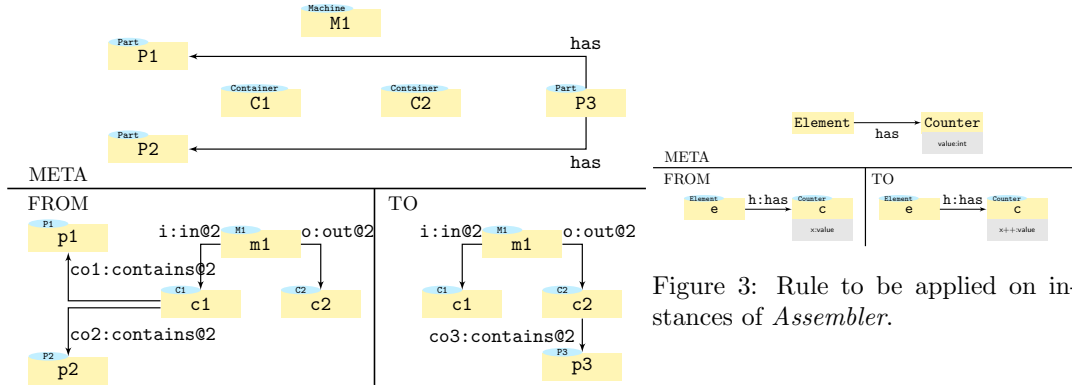 Machine
M1
has
Part
P1
Container
C1
Container
C2
Part
P3
Part
P2
has
META
FROM
P1
p1
i:in@2
M1
m1
o:out@2
co1:contains@2
C1
c1
C2
c2
co2:contains@2
P2
p2
TO
i:in@2
M1
m1
o:out@2
C1
c1
C2
c2
co3:contains@2
P3
p3
Element
has
Counter
value:int
META
FROM
Element
e
h:has
Counter
c
x:value
TO
Element
e
h:has
Counter
c
x++:value
Figure 3: Rule to be applied on in-
stances of Assembler.